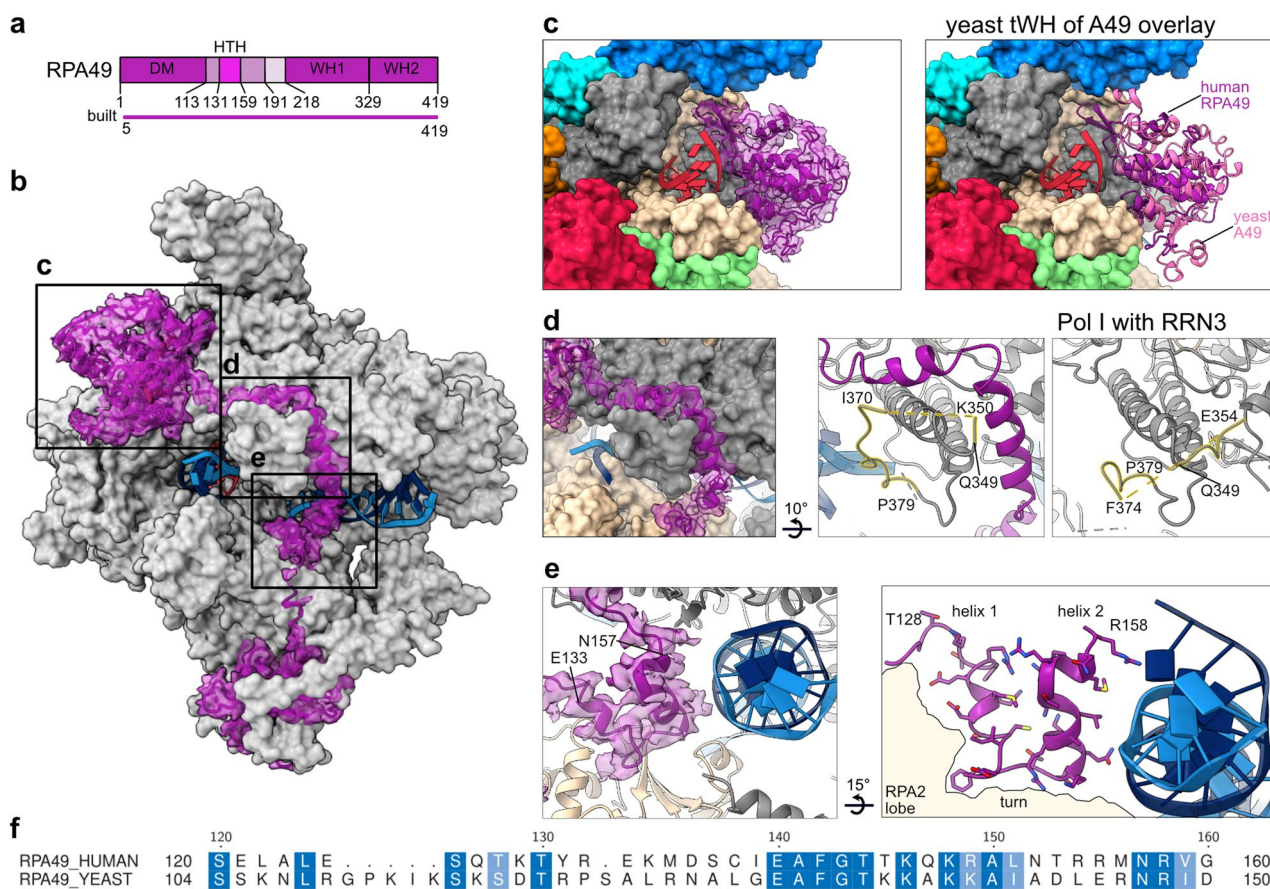 a
HTH
RPA49 DM WH1 WH2
1 113 131 159 191 218 329 419
built
5 419
b
c
d
e
c
yeast tWH of A49 overlay
human
RPA49
yeast
A49
d
Pol I with RRN3
I370
K350
Q349
P379
10°
E354
P379
Q349
F374
e
N157
E133
15°
T128
helix 1
helix 2
R158
RPA2
lobe
turn
f
120 130 140 150 160
RPA49_HUMAN 120 S E L A L E . . . . . S Q T K T Y R . E K M D S C I E A F G T T K Q K R A L N T R R M N R V G 160
RPA49_YEAST 104 S S K N L R G P K I K S K S D T R P S A L R N A L G E A F G T K K A K K A I A D L E R N R I D 150